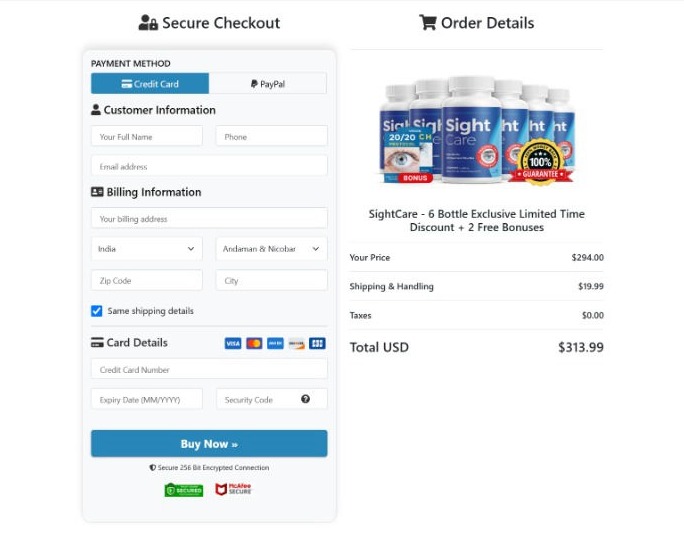 Secure Checkout
PAYMENT METHOD
Credit Card
PayPal
Customer Information
Your Full Name
Phone
Email address
Billing Information
Your billing address
India
Andaman & Nicobar
Zip Code
City
Same shipping details
Card Details
VISA
Credit Card Number
Expiry Date (MM/YYYY)
Security Code
Buy Now »
Secure 256 Bit Encrypted Connection
SECURED
McAfee
SECURE
Order Details
Sight
Care
20/20
BONUS
100%
GUARANTEE
SightCare - 6 Bottle Exclusive Limited Time
Discount + 2 Free Bonuses
Your Price $294.00
Shipping & Handling $19.99
Taxes $0.00
Total USD $313.99